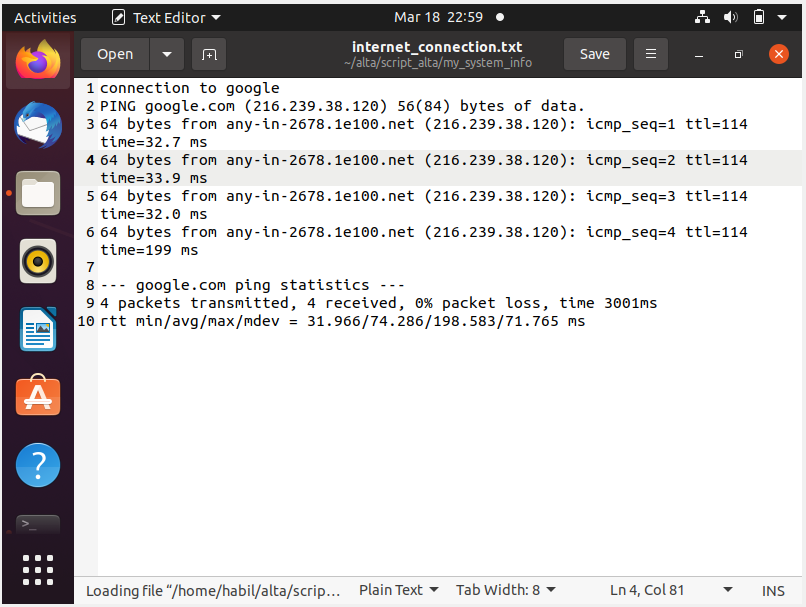 Activities Text Editor Mar 18 22:59
Open internet_connection.txt Save
~/alta/script_alta/my_system_info
1 connection to google
2 PING google.com (216.239.38.120) 56(84) bytes of data.
3 64 bytes from any-in-2678.1e100.net (216.239.38.120): icmp_seq=1 ttl=114
time=32.7 ms
4 64 bytes from any-in-2678.1e100.net (216.239.38.120): icmp_seq=2 ttl=114
time=33.9 ms
5 64 bytes from any-in-2678.1e100.net (216.239.38.120): icmp_seq=3 ttl=114
time=32.0 ms
6 64 bytes from any-in-2678.1e100.net (216.239.38.120): icmp_seq=4 ttl=114
time=199 ms
7
8 --- google.com ping statistics ---
9 4 packets transmitted, 4 received, 0% packet loss, time 3001ms
10 rtt min/avg/max/mdev = 31.966/74.286/198.583/71.765 ms
Loading file “/home/habil/alta/scrip… Plain Text Tab Width: 8 Ln 4, Col 81 INS